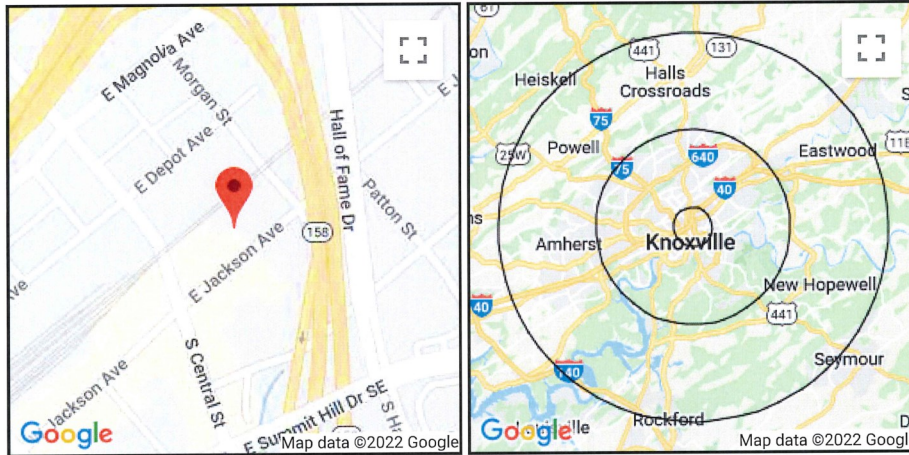 E Magnolia Ave
Morgan St
E Depot Ave
Hall of Fame Dr
Patton St
158
E Jackson Ave
S Central St
Jackson Ave
E Summit Hill Dr SE
Google
Map data ©2022 Google
441
131
Heiskell
Halls
Crossroads
75
25W
Powell
75
640
40
Eastwood
Amherst
Knoxville
New Hopewell
40
441
Seymour
140
Rockford
Google
Map data ©2022 Google